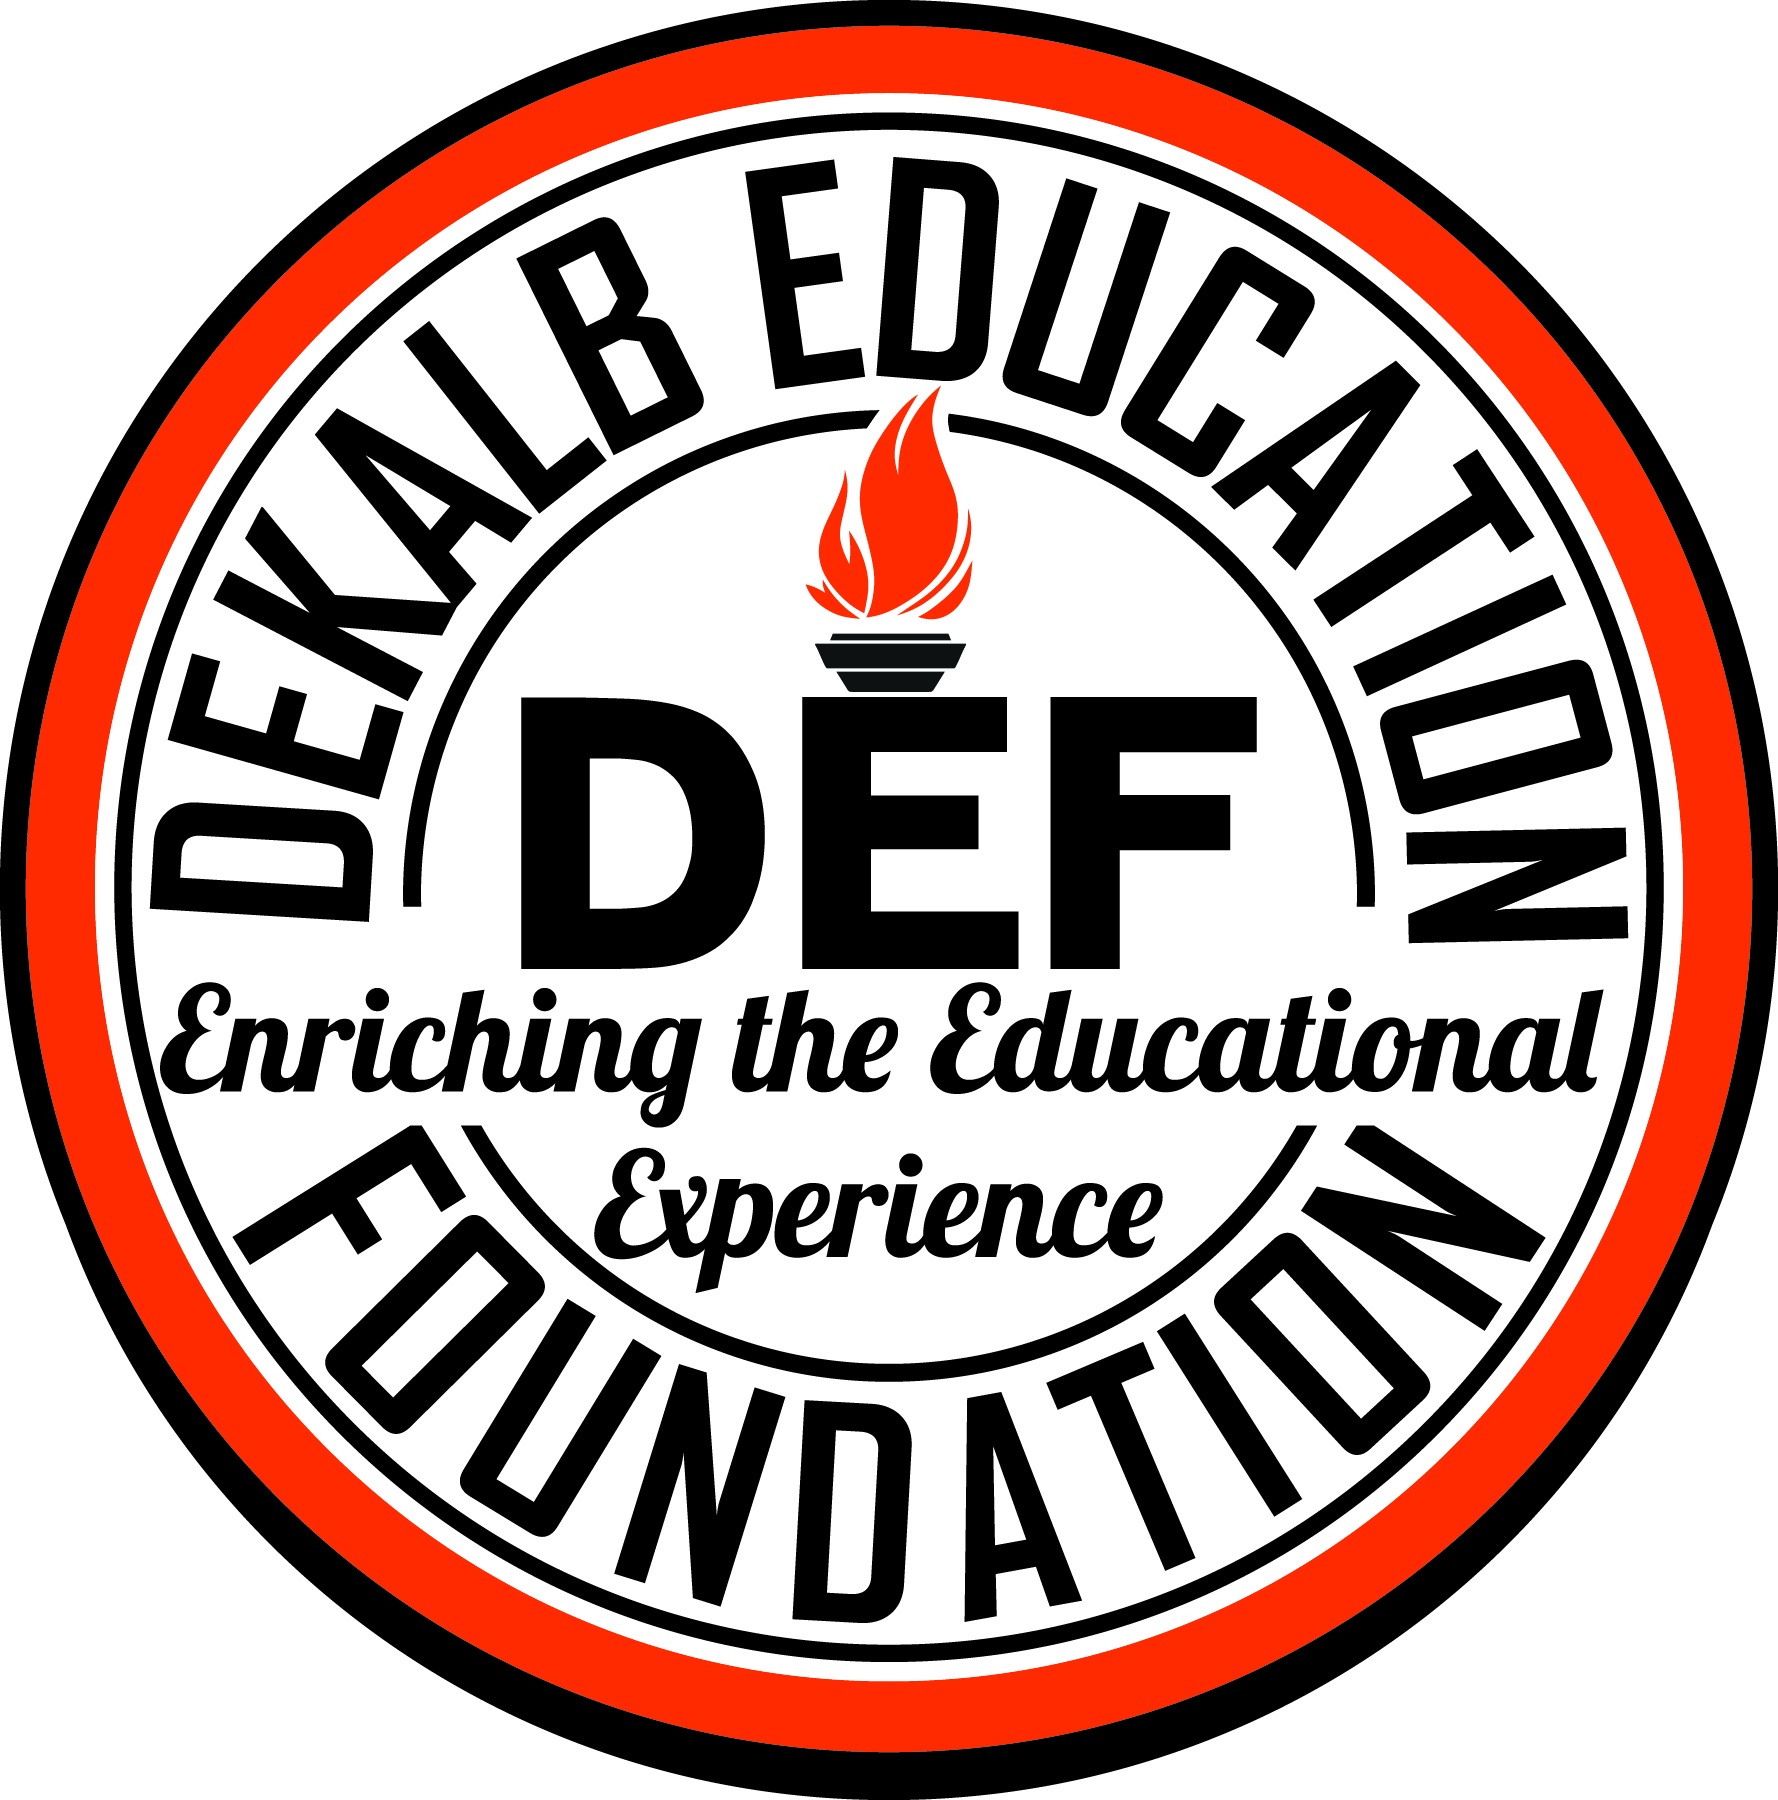 DEKALB EDUCATION
DEF
Enriching the Educational
Experience
FOUNDATION